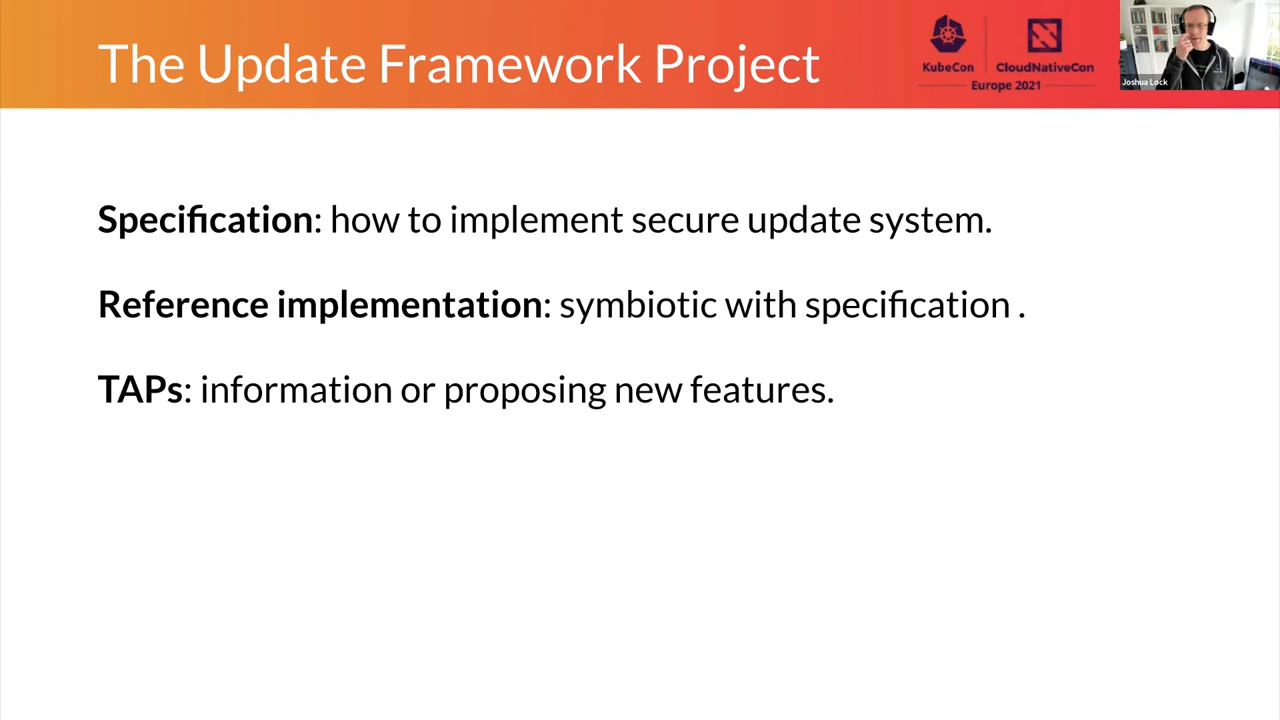 The Update Framework Project
KubeCon
CloudNativeCon
Europe 2021
Joshua Lock
Specification: how to implement secure update system.
Reference implementation: symbiotic with specification .
TAPs: information or proposing new features.